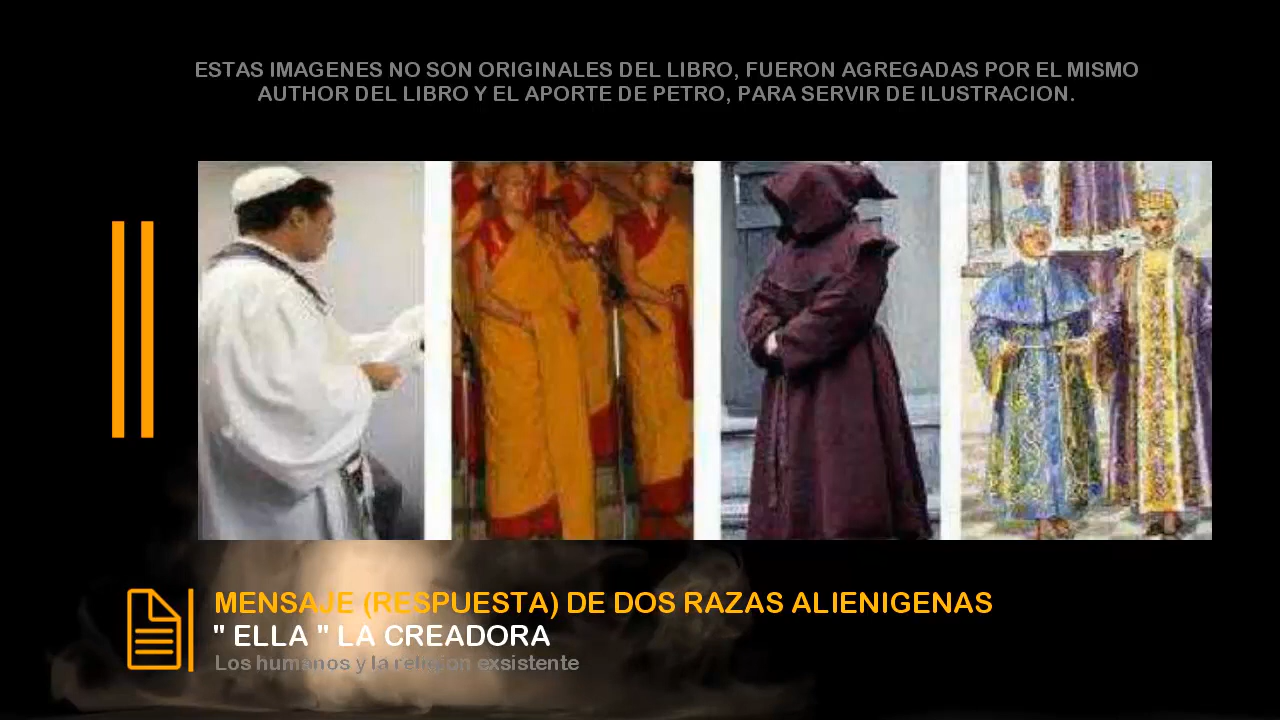 ESTAS IMAGENES NO SON ORIGINALES DEL LIBRO, FUERON AGREGADAS POR EL MISMO
AUTHOR DEL LIBRO Y EL APORTE DE PETRO, PARA SERVIR DE ILUSTRACION.
MENSAJE (RESPUESTA) DE DOS RAZAS ALIENIGENAS
" ELLA " LA CREADORA
Los humanos y la religion exsistente